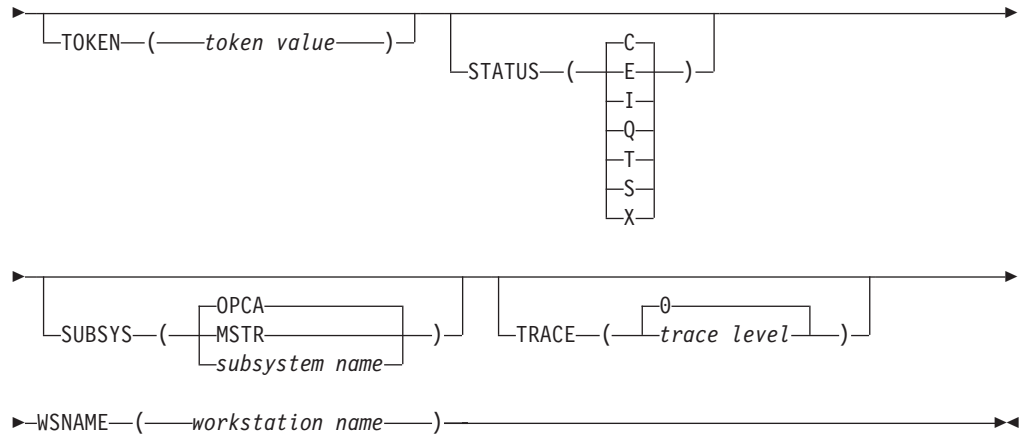 TOKEN ( token value )
STATUS ( C )
E
I
Q
T
S
X
SUBSYS ( OPCA )
MSTR
subsystem name
TRACE ( 0 )
trace level
WSNAME ( workstation name )